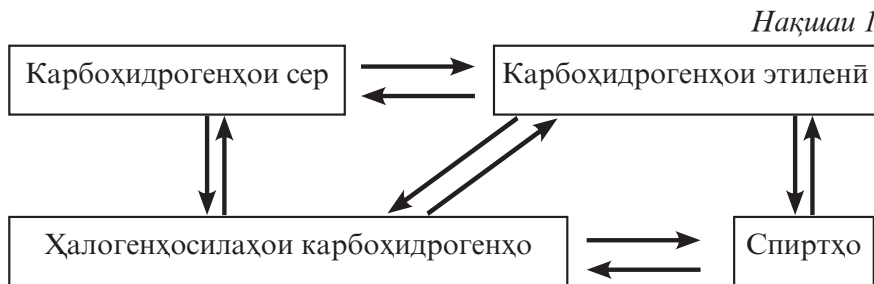 Нақшаи 1
Карбоҳидрогенҳои сер
Карбоҳидрогенҳои этиленӣ
Ҳалогенҳосилаҳои карбоҳидрогенҳо
Спиртҳо